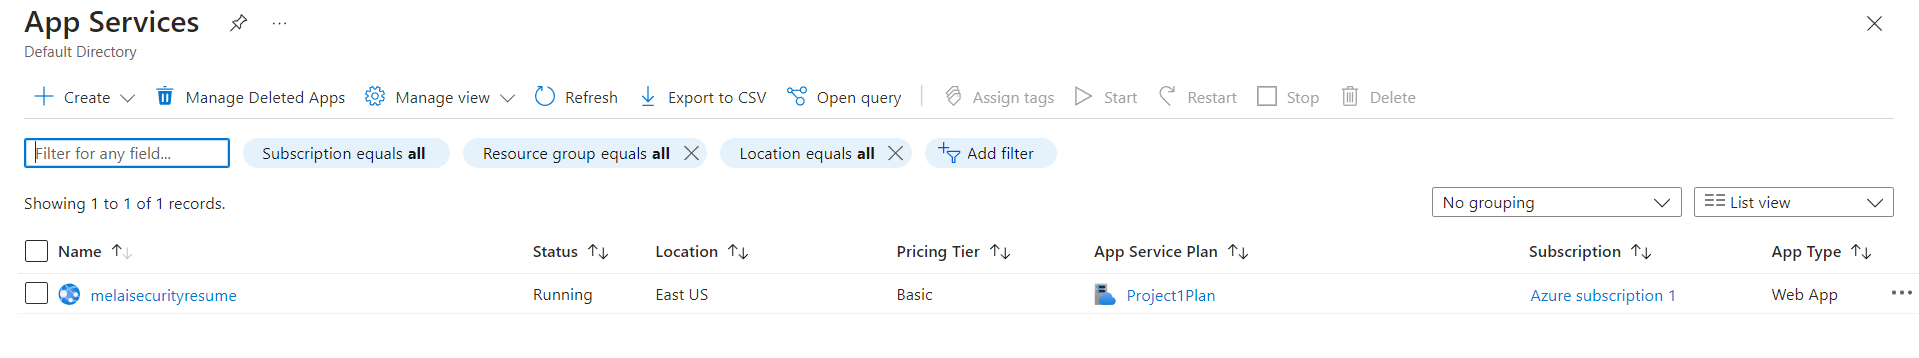 App Services
Default Directory
Create Manage Deleted Apps Manage view Refresh Export to CSV Open query Assign tags Start Restart Stop Delete
Filter for any field... Subscription equals all Resource group equals all Location equals all Add filter
Showing 1 to 1 of 1 records. No grouping List view
Name Status Location Pricing Tier App Service Plan Subscription App Type
melaisecurityresume Running East US Basic Project1Plan Azure subscription 1 Web App